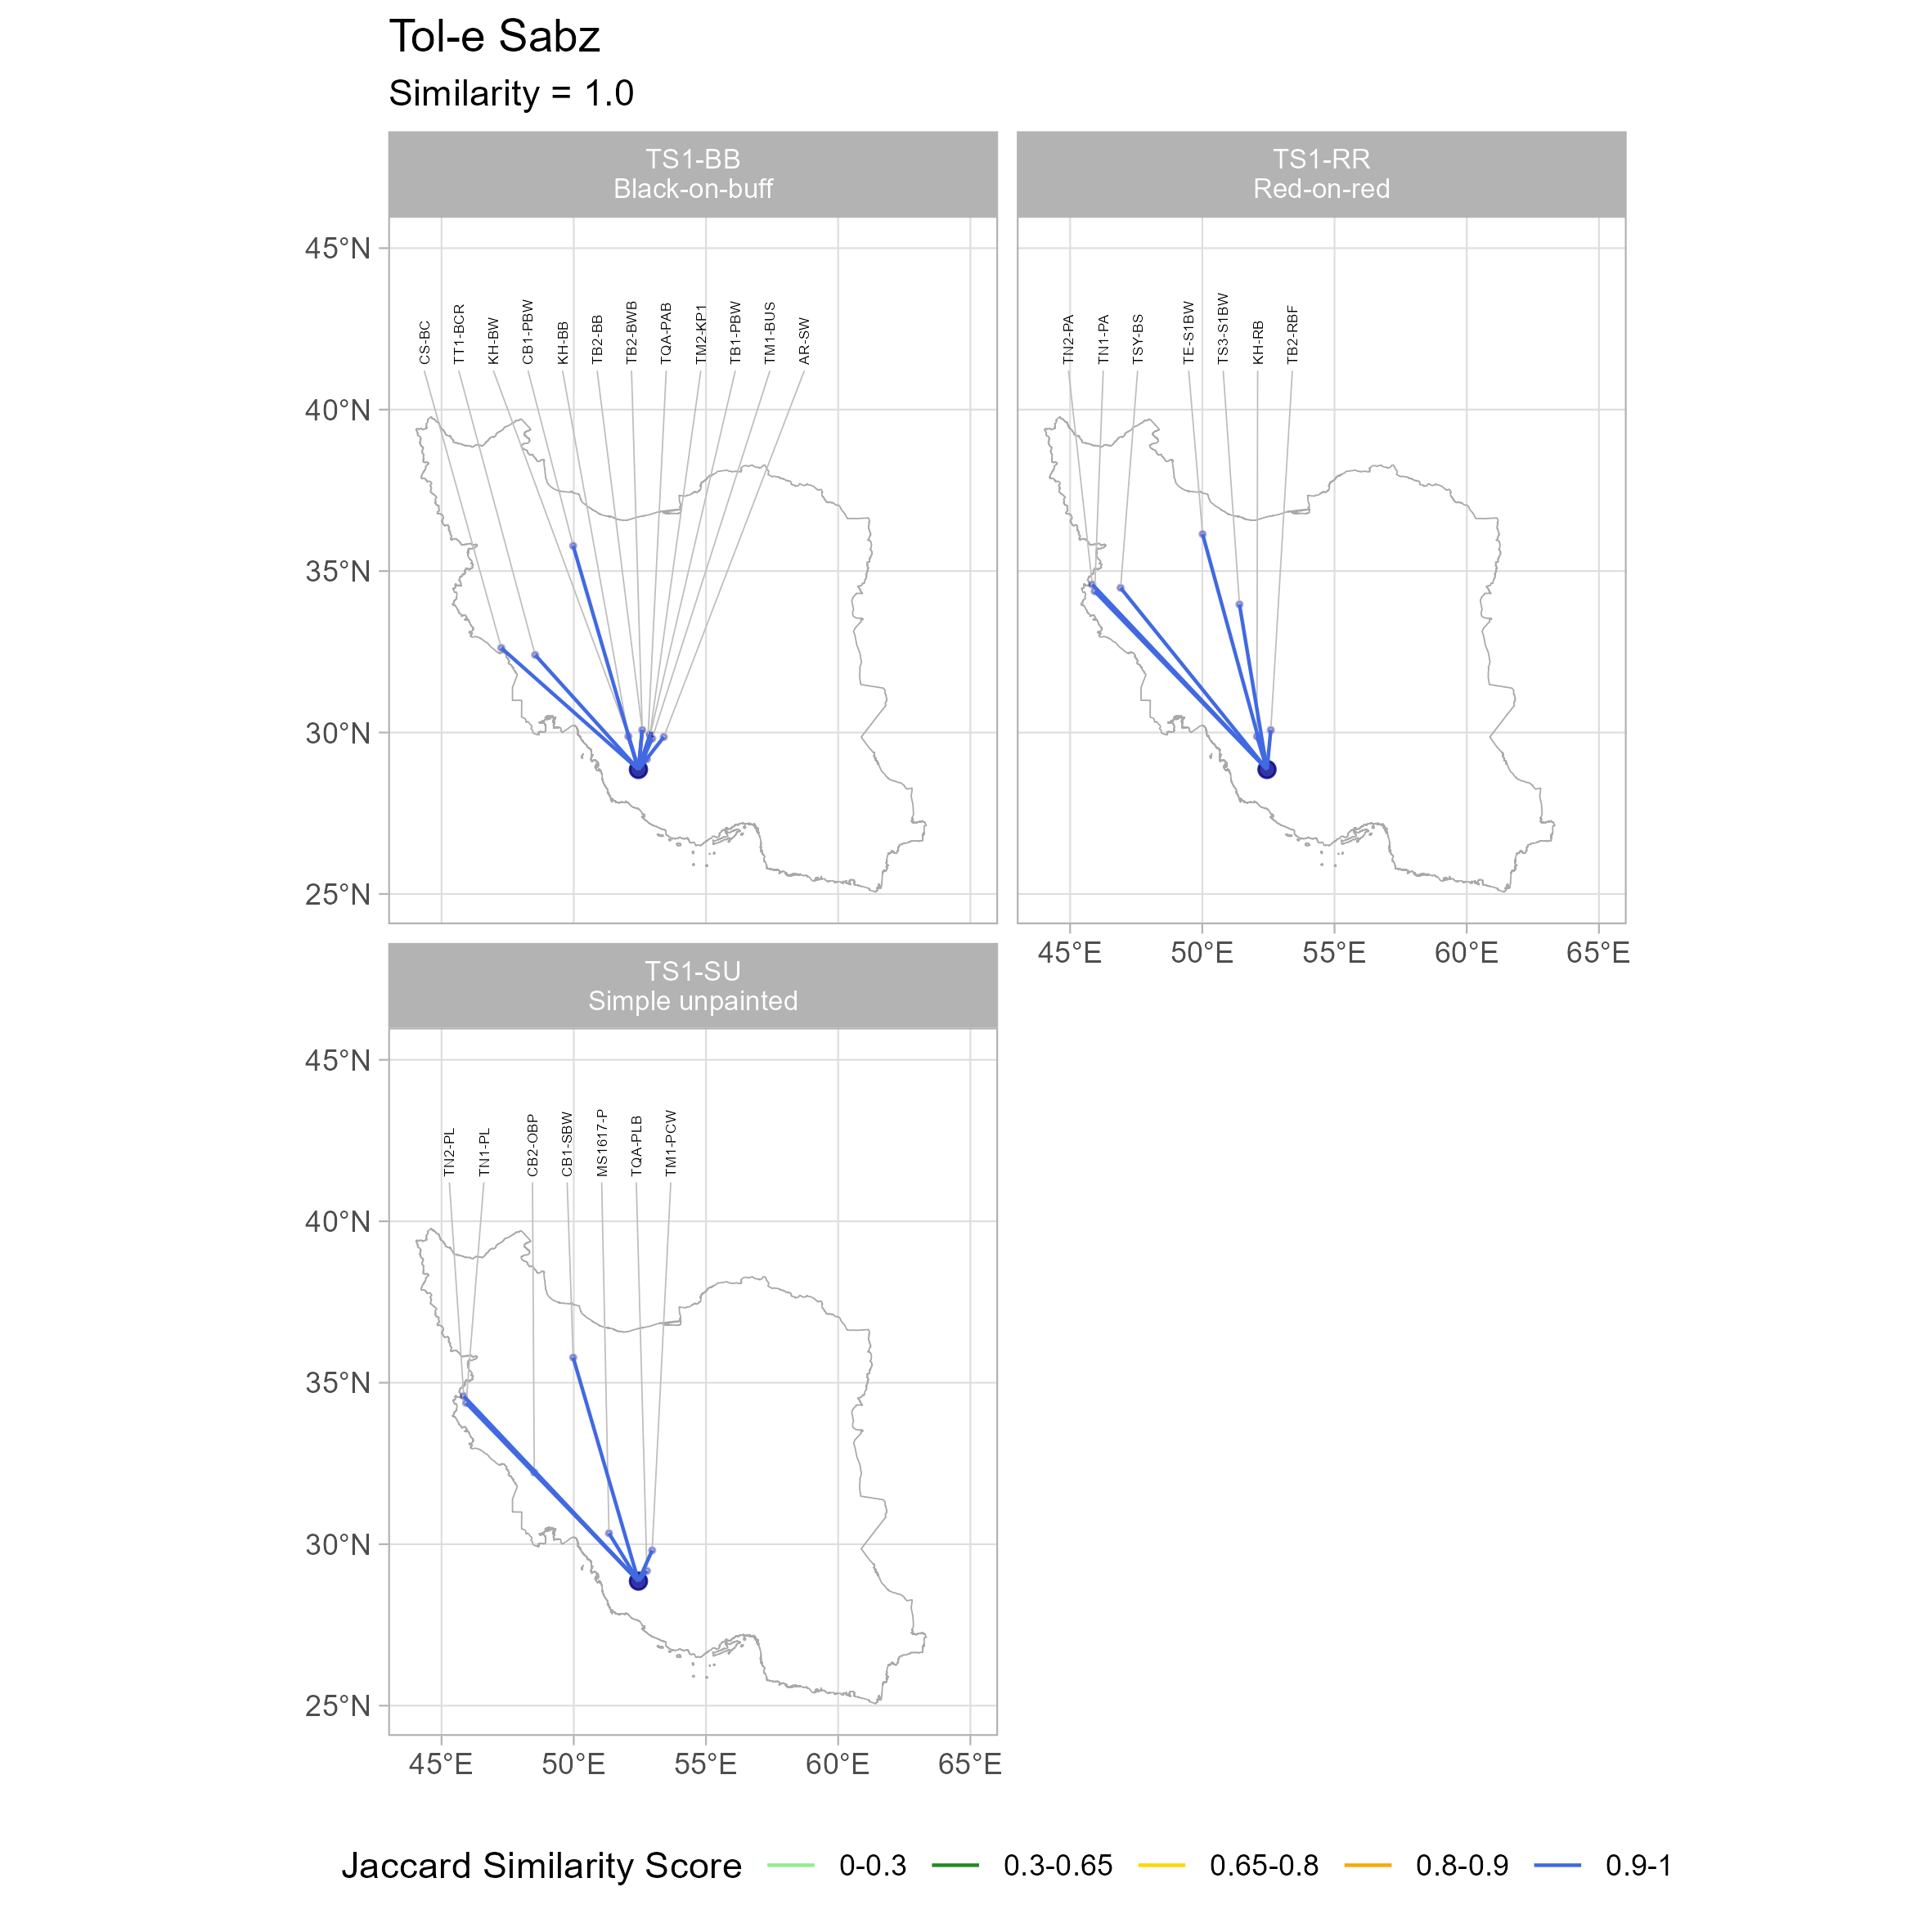 Tol-e Sabz
Similarity = 1.0
TS1-BB
Black-on-buff
45°N
40°N
35°N
30°N
25°N
CS-BC
TT1-BCR
KH-BW
CB1-PBW
KH-BB
TB2-BB
TB2-BWB
TQA-PAB
TM2-KP1
TB1-PBW
TM1-BUS
AR-SW
TS1-RR
Red-on-red
TN2-PA
TN1-PA
TSY-BS
TE-S1BW
TS3-S1BW
KH-RB
TB2-RBF
45°E 50°E 55°E 60°E 65°E
TS1-SU
Simple unpainted
45°N
40°N
35°N
30°N
25°N
TN2-PL
TN1-PL
CB2-OBP
CB1-SBW
MS1617-P
TQA-PLB
TM1-PCW
45°E 50°E 55°E 60°E 65°E
Jaccard Similarity Score 0-0.3 0.3-0.65 0.65-0.8 0.8-0.9 0.9-1